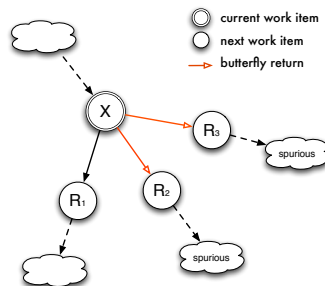 current work item
next work item
butterfly return
X
R3
spurious
R1
R2
spurious